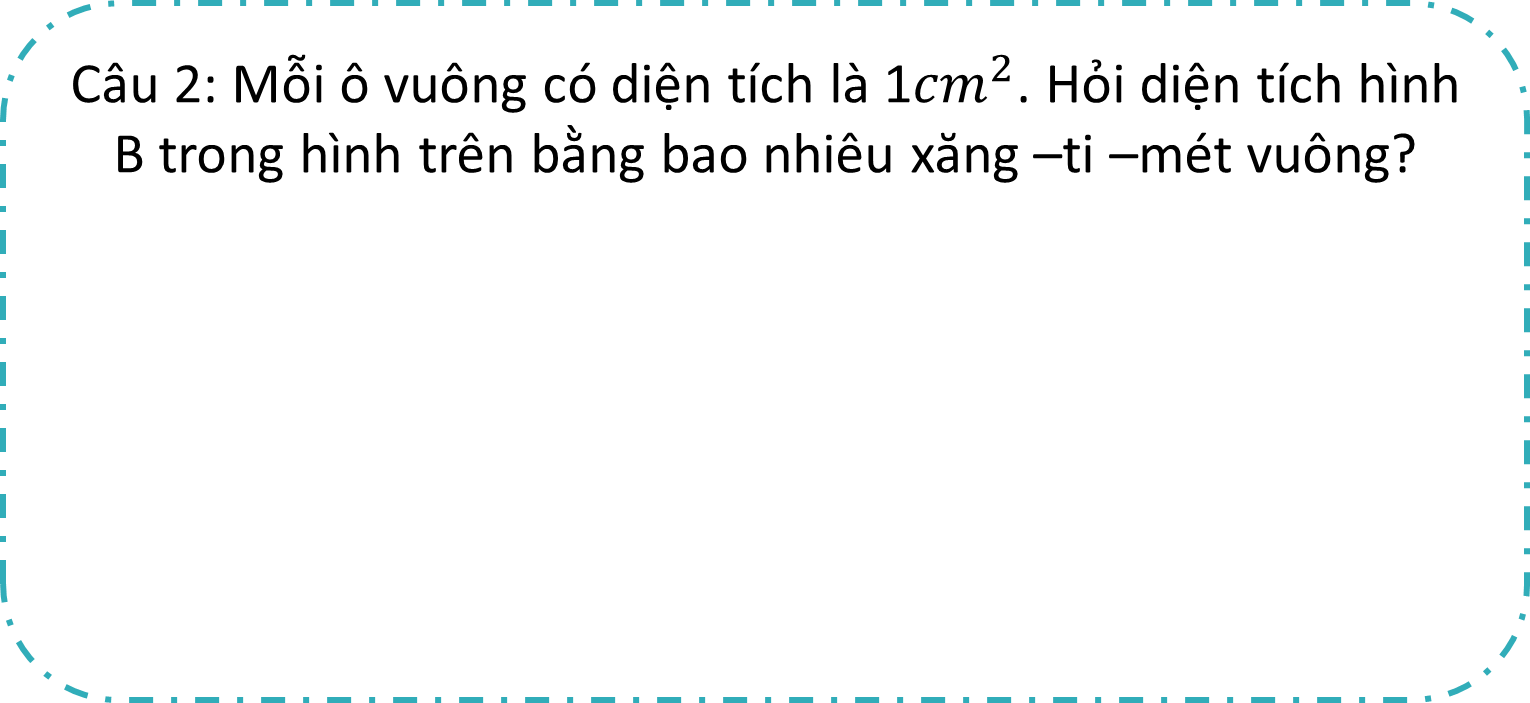 Câu 2: Mỗi ô vuông có diện tích là 1𝑐𝑚². Hỏi diện tích hình
B trong hình trên bằng bao nhiêu xăng –ti –mét vuông?